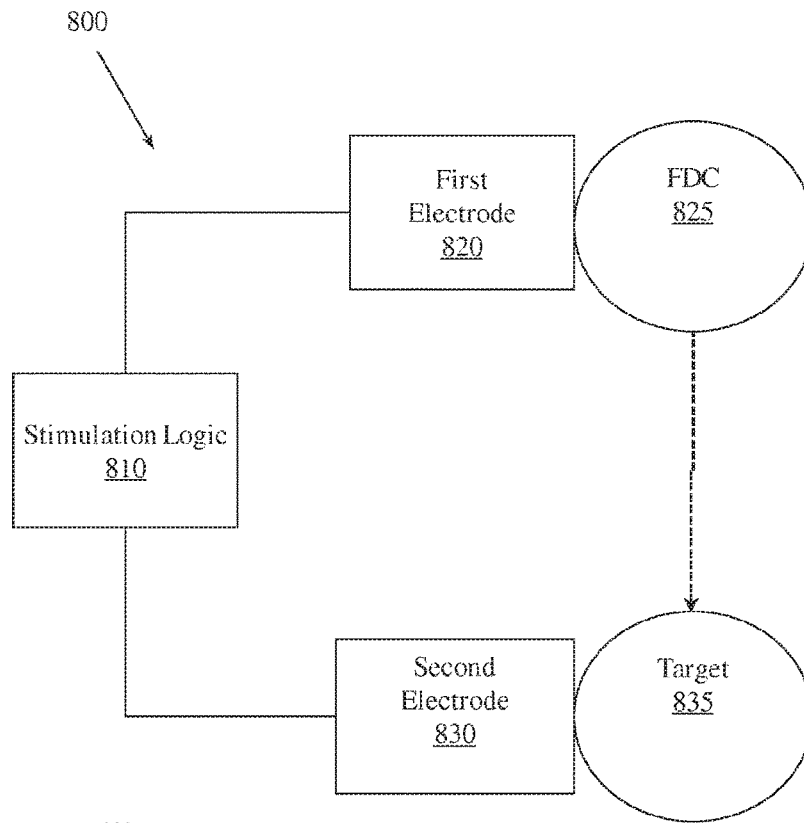 800
First
Electrode
820
FDC
825
Stimulation Logic
810
Second
Electrode
830
Target
835